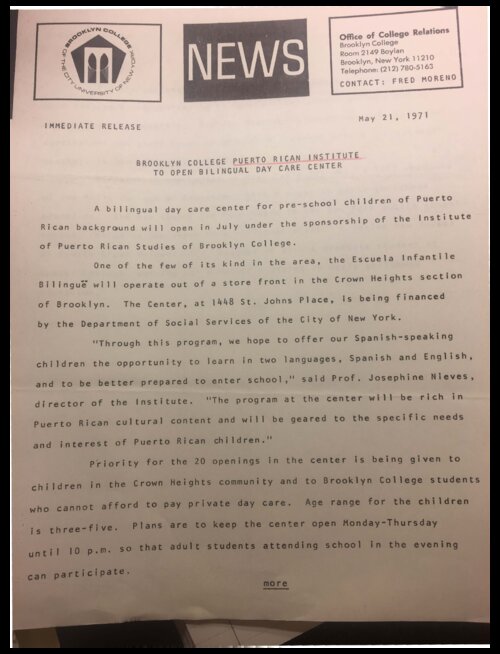 BROOKLYN COLLEGE
OF THE CITY UNIVERSITY OF NEW YORK
NEWS
Office of College Relations
Brooklyn College
Room 2149 Boylan
Brooklyn, New York 11210
Telephone: (212) 780-5163
CONTACT: FRED MORENO
IMMEDIATE RELEASE
May 21, 1971
BROOKLYN COLLEGE PUERTO RICAN INSTITUTE
TO OPEN BILINGUAL DAY CARE CENTER
A bilingual day care center for pre-school children of Puerto
Rican background will open in July under the sponsorship of the Institute
of Puerto Rican Studies of Brooklyn College.
One of the few of its kind in the area, the Escuela Infantile
Bilinguë will operate out of a store front in the Crown Heights section
of Brooklyn. The Center, at 1448 St. Johns Place, is being financed
by the Department of Social Services of the City of New York.
"Through this program, we hope to offer our Spanish-speaking
children the opportunity to learn in two languages, Spanish and English,
and to be better prepared to enter school," said Prof. Josephine Nieves,
director of the Institute. "The program at the center will be rich in
Puerto Rican cultural content and will be geared to the specific needs
and interest of Puerto Rican children."
Priority for the 20 openings in the center is being given to
children in the Crown Heights community and to Brooklyn College students
who cannot afford to pay private day care. Age range for the children
is three-five. Plans are to keep the center open Monday-Thursday
until 10 p.m. so that adult students attending school in the evening
can participate.
more